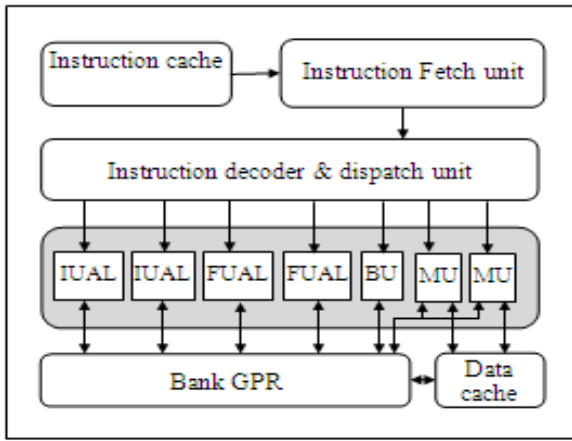 Instruction cache
Instruction Fetch unit
Instruction decoder & dispatch unit
IUAL IUAL FUAL FUAL BU MU MU
Bank GPR
Data
cache